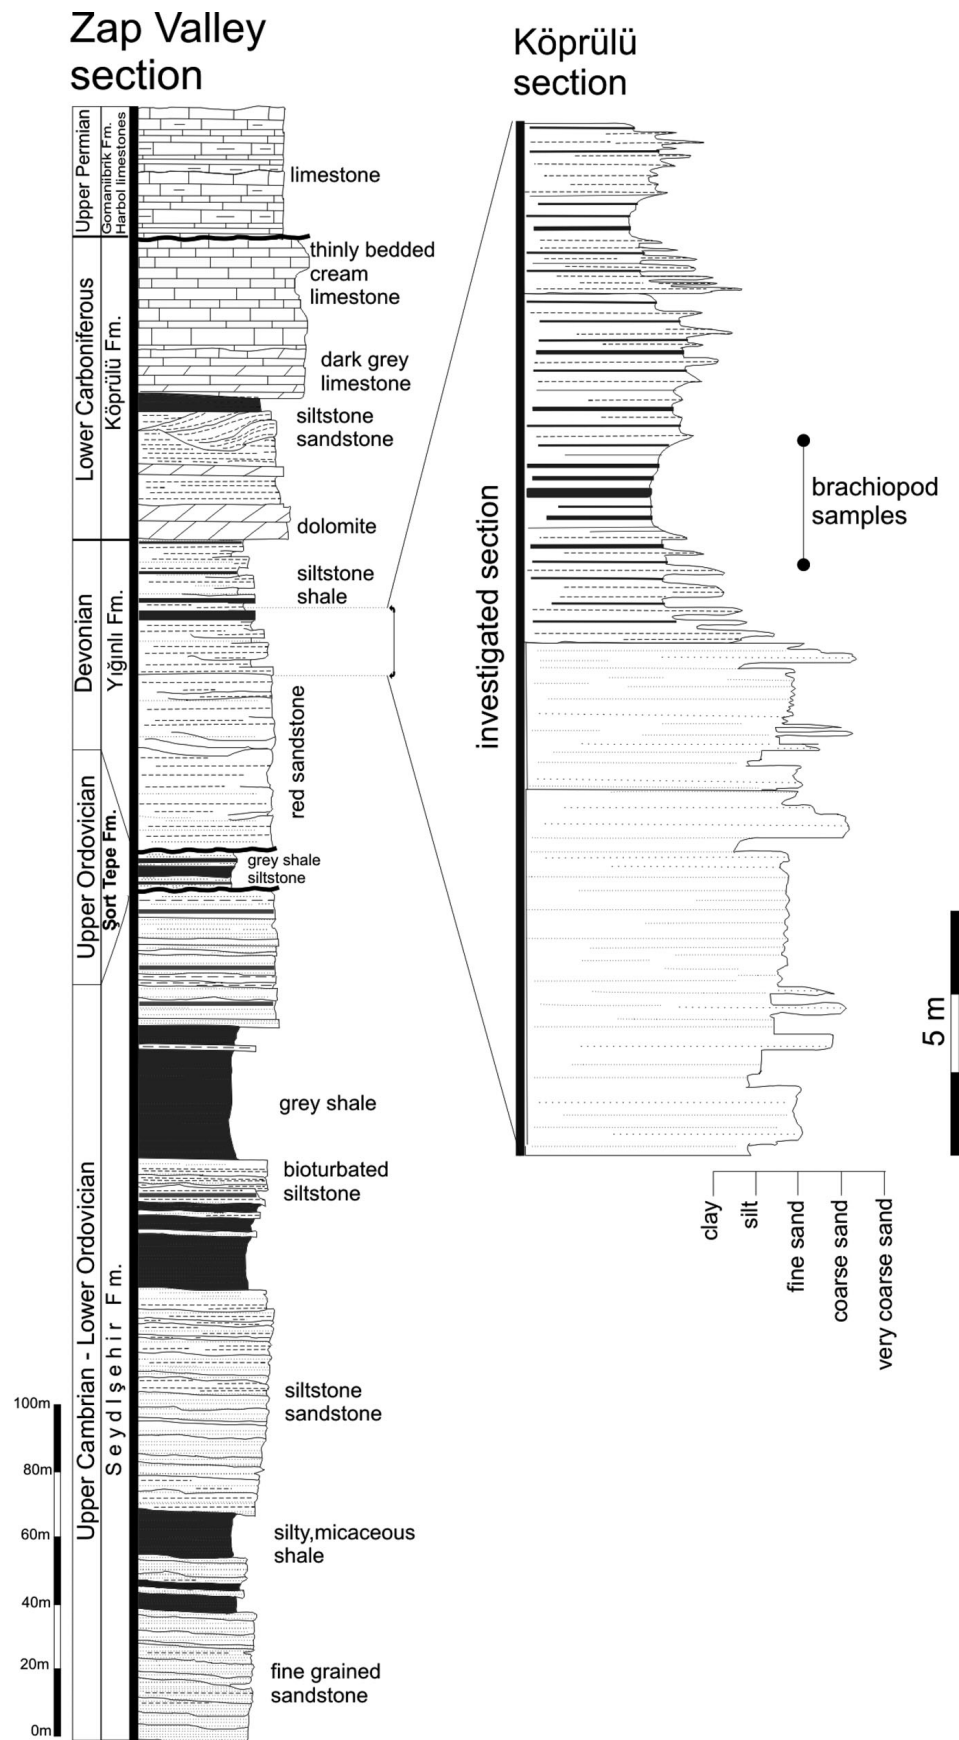 Zap Valley
section
Köprülü
section
Upper Permian
Gomaniibrik Fm.
Harbol limestones
limestone
thinly bedded
cream
limestone
Lower Carboniferous
Köprülü Fm.
dark grey
limestone
siltstone
sandstone
dolomite
Devonian
Yığınlı Fm.
siltstone
shale
red sandstone
Upper Ordovician
Şort Tepe Fm.
grey shale
siltstone
grey shale
bioturbated
siltstone
Upper Cambrian - Lower Ordovician
Seydişehir Fm.
siltstone
sandstone
silty,micaceous
shale
fine grained
sandstone
100m
80m
60m
40m
20m
0m
investigated section
brachiopod
samples
5 m
clay
silt
fine sand
coarse sand
very coarse sand